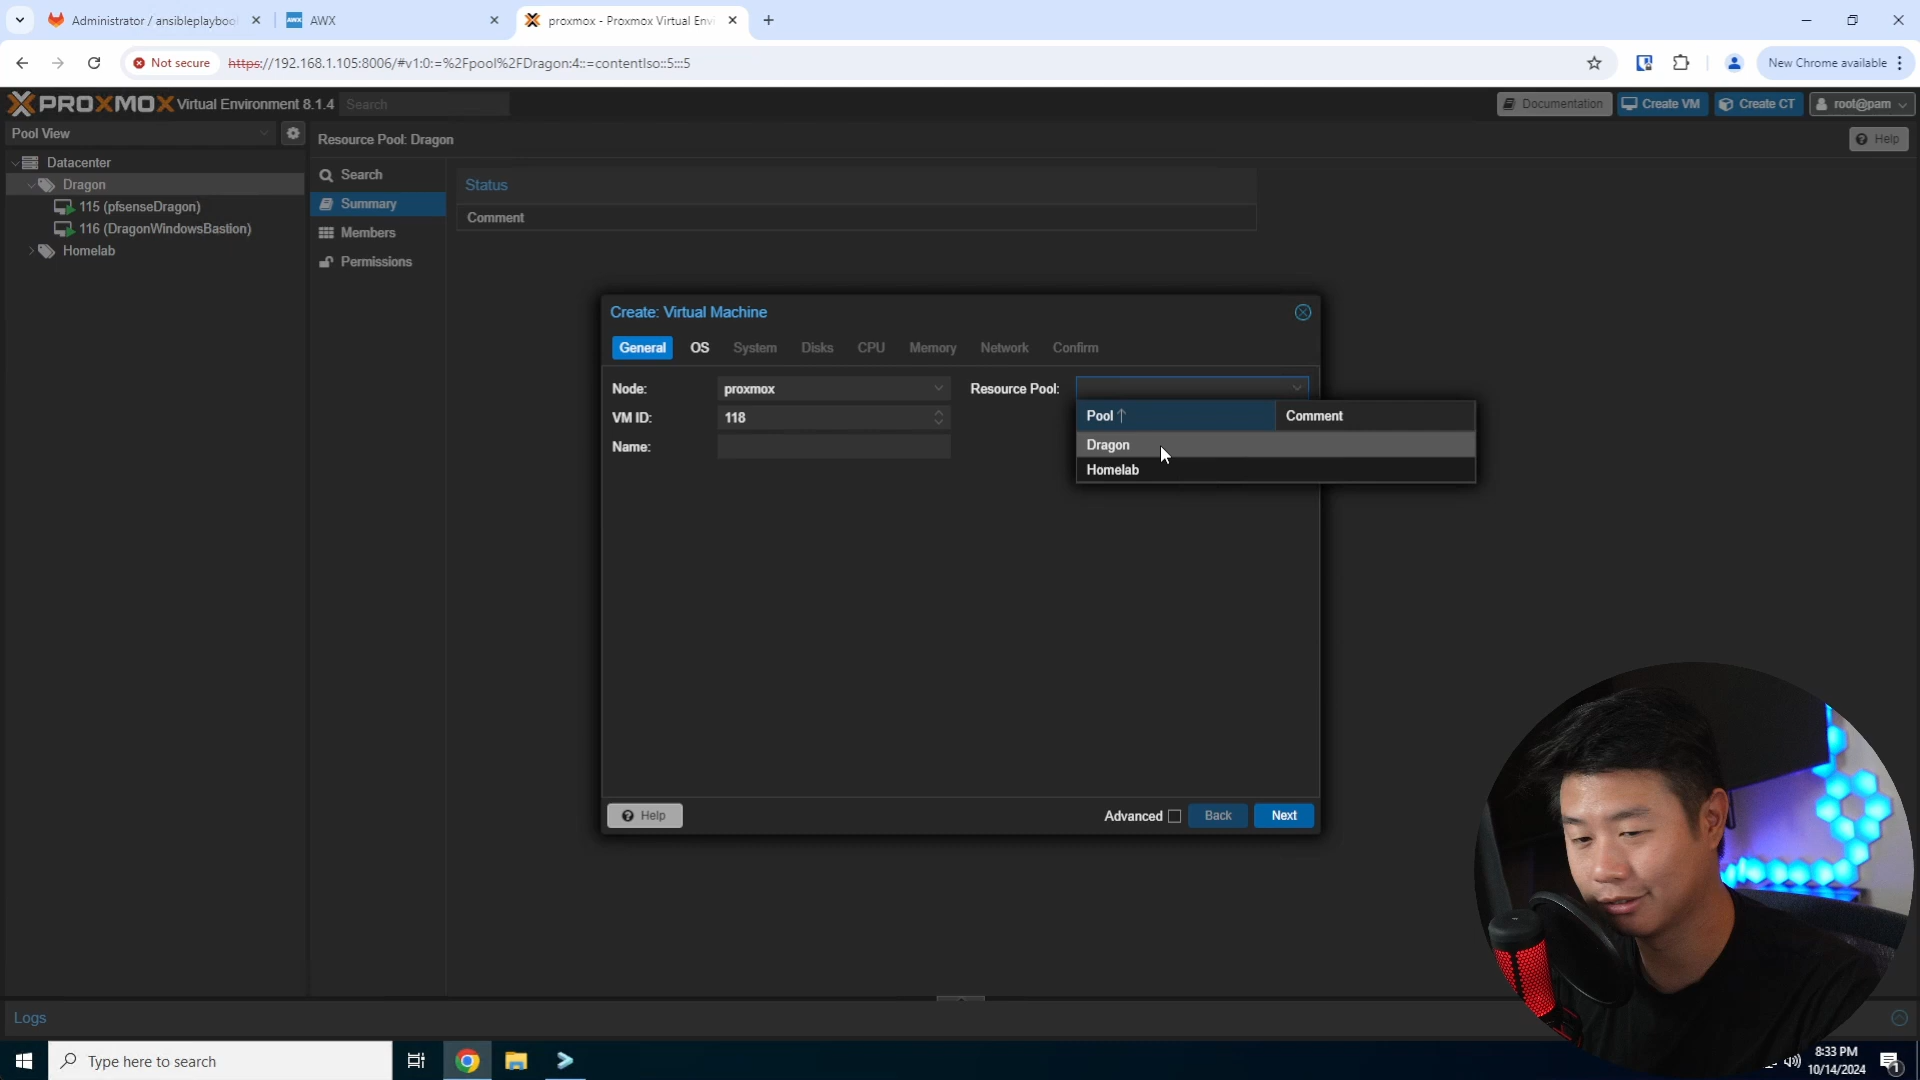 Administrator / ansibleplaybook
AWX
AWX
proxmox - Proxmox Virtual Envi
Not secure
https://192.168.1.105:8006/#v1:0:=%2Fpool%2FDragon:4::=contentIso::5:::5
New Chrome available
PROXMOX Virtual Environment 8.1.4
Search
Documentation
Create VM
Create CT
root@pam
Pool View
Resource Pool: Dragon
Help
Datacenter
Dragon
115 (pfsenseDragon)
116 (DragonWindowsBastion)
Homelab
Search
Summary
Members
Permissions
Status
Comment
Create: Virtual Machine
General OS System Disks CPU Memory Network Confirm
Node: proxmox
Resource Pool:
VM ID: 118
Name:
Pool ↑ Comment
Dragon
Homelab
Help
Advanced
Back
Next
Logs
Type here to search
8:33 PM
10/14/2024
1